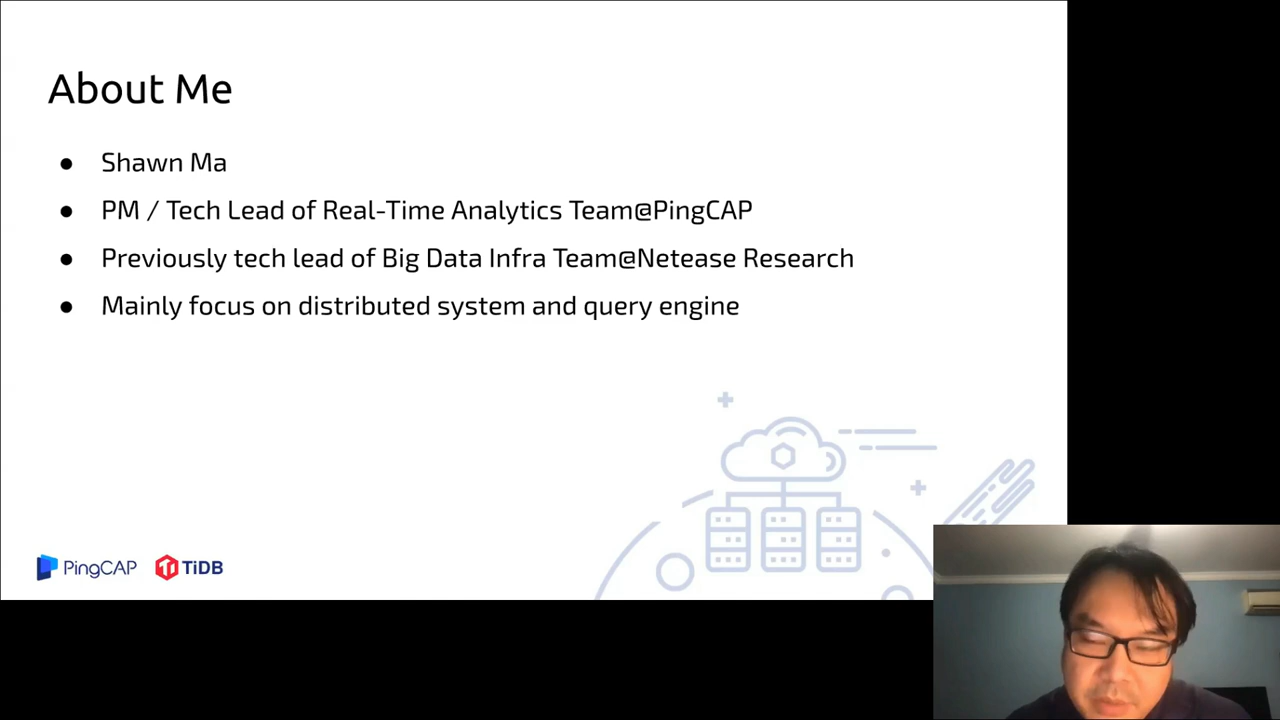 About Me
● Shawn Ma
● PM / Tech Lead of Real-Time Analytics Team@PingCAP
● Previously tech lead of Big Data Infra Team@Netease Research
● Mainly focus on distributed system and query engine
PingCAP TiDB